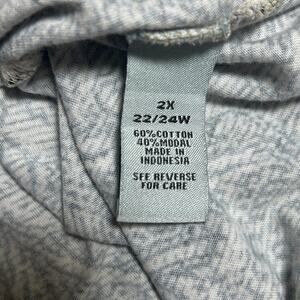 2X
22/24W
60%COTTON
40%MODAL
MADE IN
INDONESIA
SEE REVERSE
FOR CARE